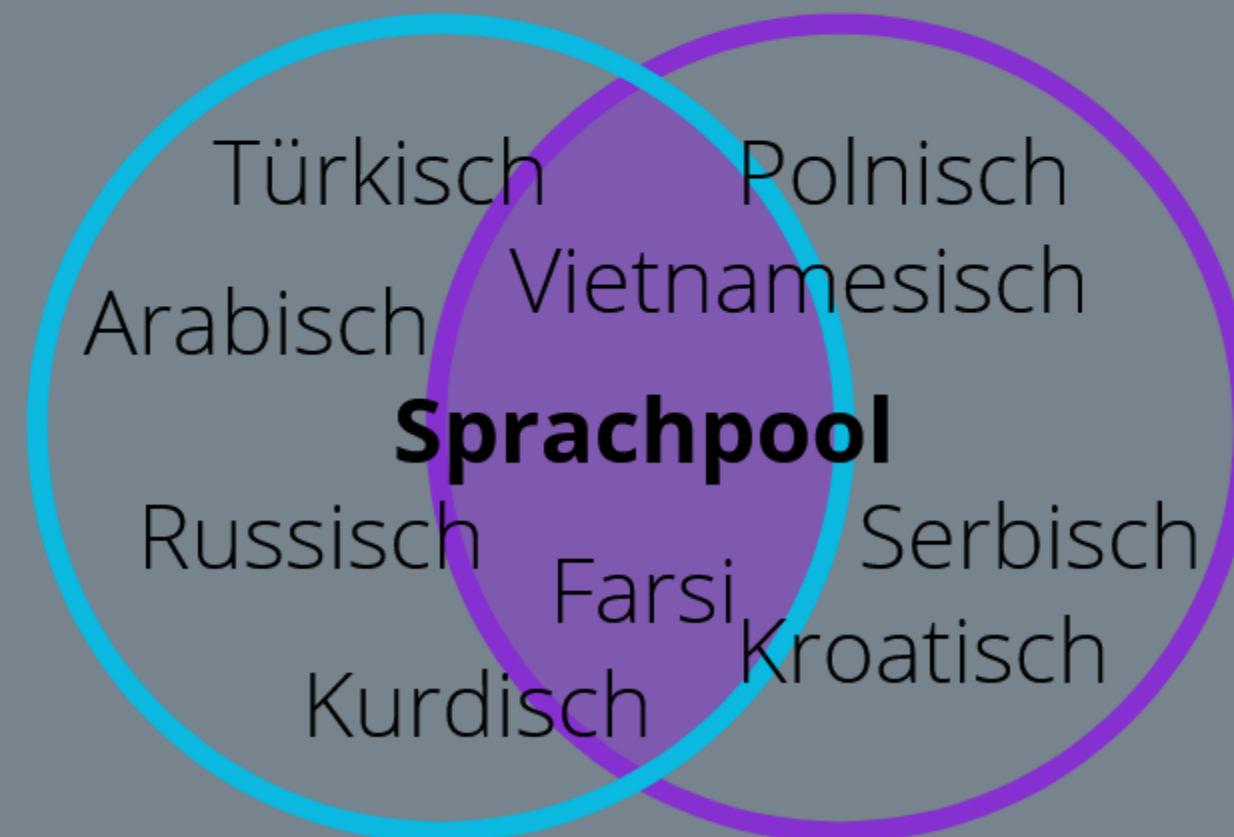 Türkisch
Polnisch
Vietnamesisch
Arabisch
Sprachpool
Russisch
Serbisch
Farsi
Kroatisch
Kurdisch